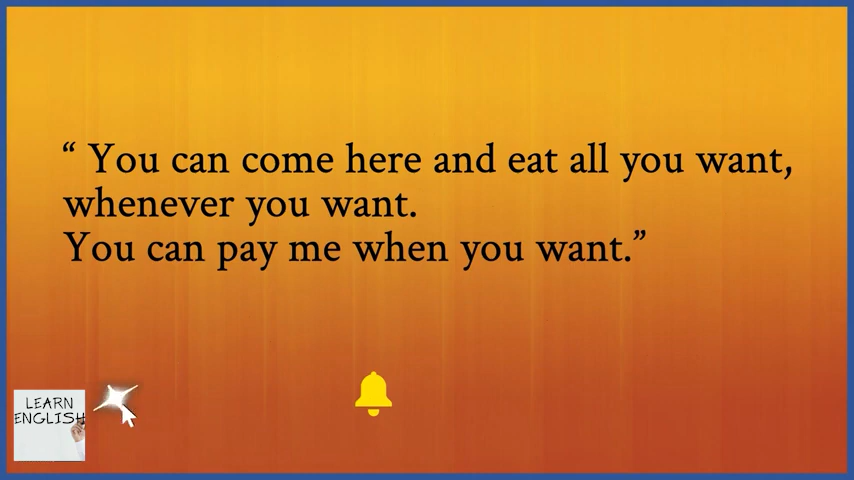 “ You can come here and eat all you want,
whenever you want.
You can pay me when you want.”
LEARN
ENGLISH